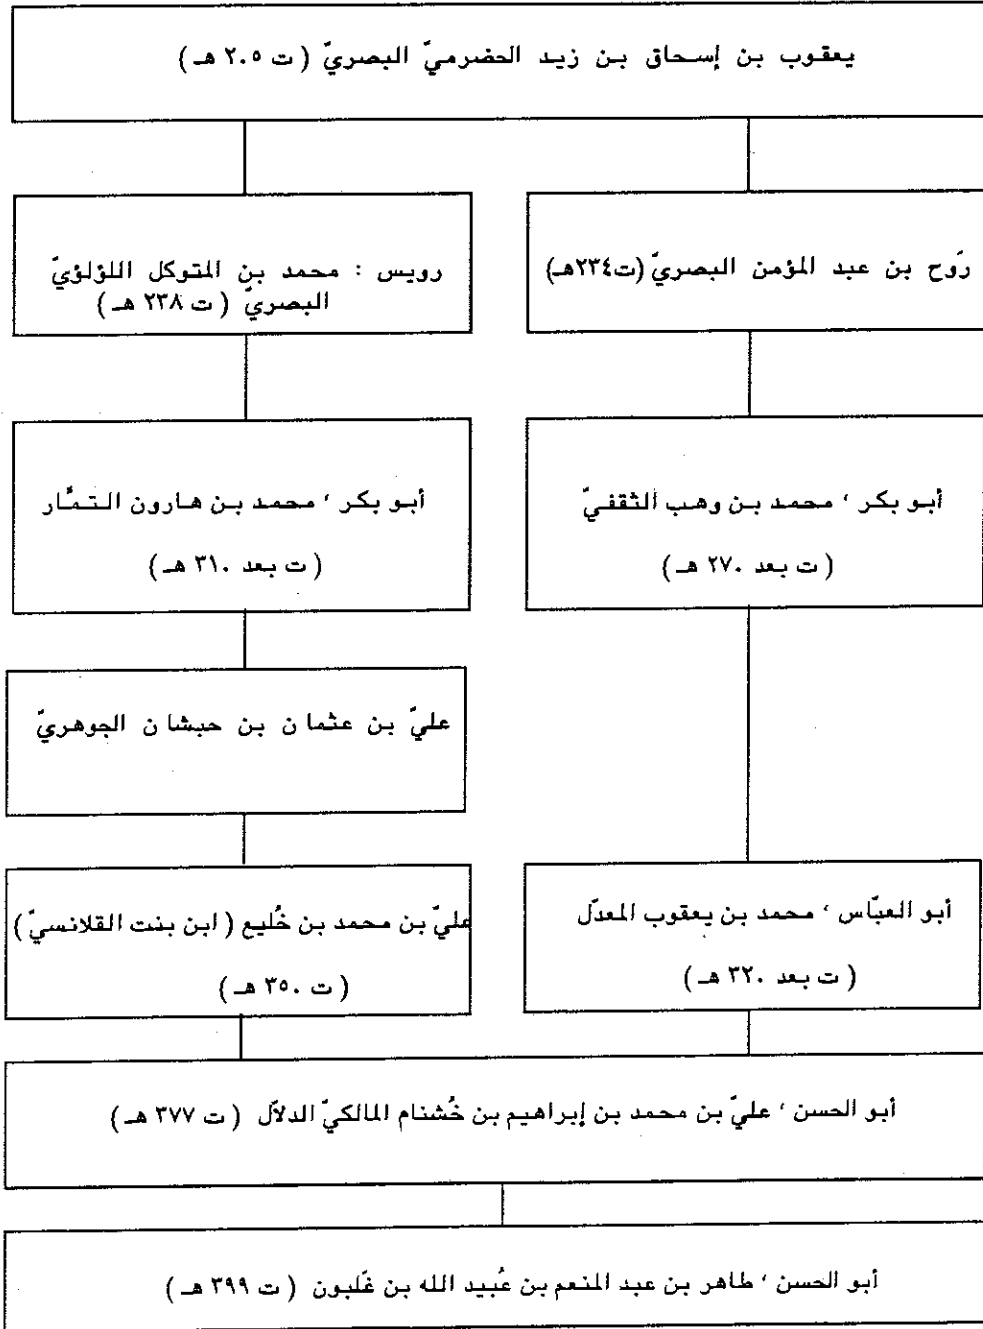 يعقوب بن إسحاق بن زيد الحضرميّ البصريّ ( ت ٢٠٥ هـ )
رَوح بن عبد المؤمن البصريّ (ت٢٣٤هـ)
رويس : محمد بن المتوكل اللؤلؤيّ
البصريّ ( ت ٢٣٨ هـ )
أبو بكر ، محمد بن وهب الثقفيّ
( ت بعد ٢٧٠ هـ )
أبو بكر ، محمد بن هارون التمّار
( ت بعد ٣١٠ هـ )
عليّ بن عثمان بن حبشان الجوهريّ
أبو العبّاس ، محمد بن يعقوب المعدّل
( ت بعد ٣٢٠ هـ )
عليّ بن محمد بن خُليع ( ابن بنت القلانسيّ )
( ت ٣٥٠ هـ )
أبو الحسن ، عليّ بن محمد بن إبراهيم بن خُشنام المالكيّ الدلاّل ( ت ٣٧٧ هـ )
أبو الحسن ، طاهر بن عبد المنعم بن عُبيد الله بن غَلبون ( ت ٣٩٩ هـ )